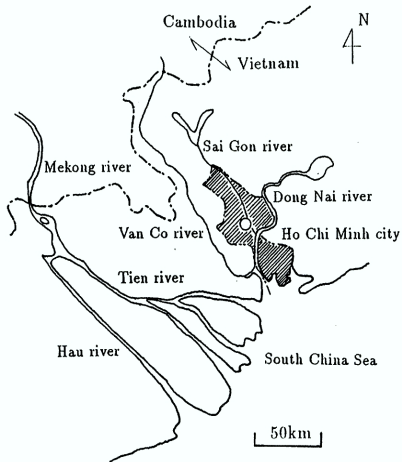 Cambodia
N
Vietnam
Sai Gon river
Mekong river
Dong Nai river
Van Co river
Ho Chi Minh city
Tien river
Hau river
South China Sea
50km